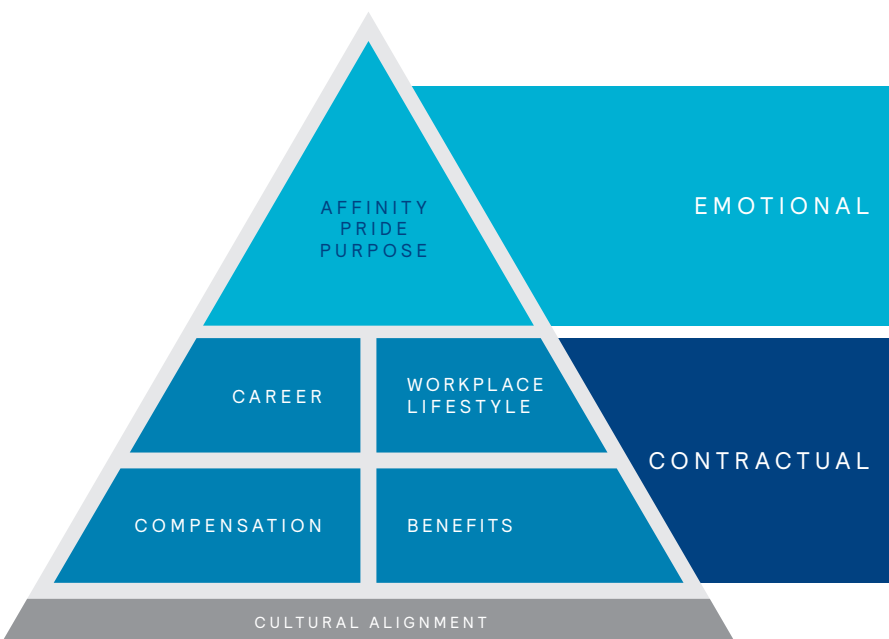 AFFINITY
PRIDE
PURPOSE
EMOTIONAL
CAREER
WORKPLACE
LIFESTYLE
CONTRACTUAL
COMPENSATION
BENEFITS
CULTURAL ALIGNMENT